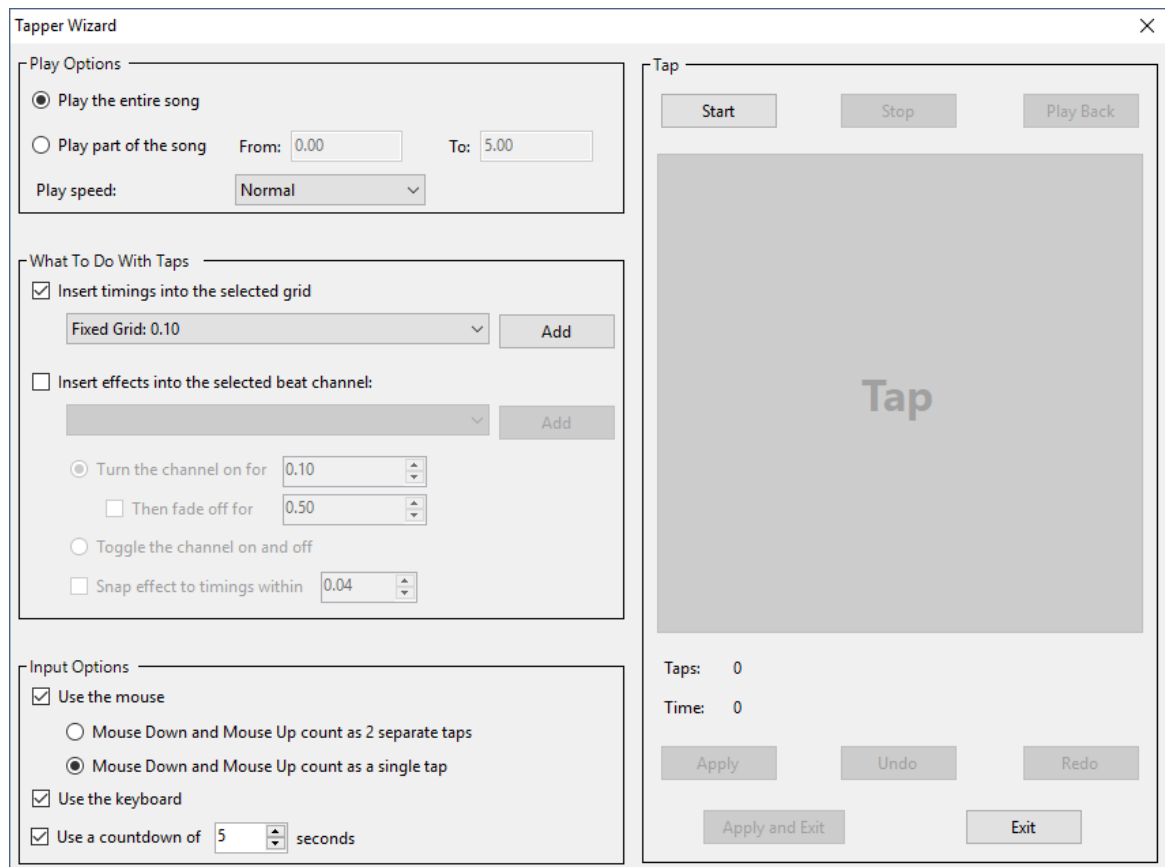 Tapper Wizard
Play Options
Play the entire song
Play part of the song From: 0.00 To: 5.00
Play speed: Normal
What To Do With Taps
Insert timings into the selected grid
Fixed Grid: 0.10 Add
Insert effects into the selected beat channel:
Add
Turn the channel on for 0.10
Then fade off for 0.50
Toggle the channel on and off
Snap effect to timings within 0.04
Input Options
Use the mouse
Mouse Down and Mouse Up count as 2 separate taps
Mouse Down and Mouse Up count as a single tap
Use the keyboard
Use a countdown of 5 seconds
Tap
Start Stop Play Back
Tap
Taps: 0
Time: 0
Apply Undo Redo
Apply and Exit Exit